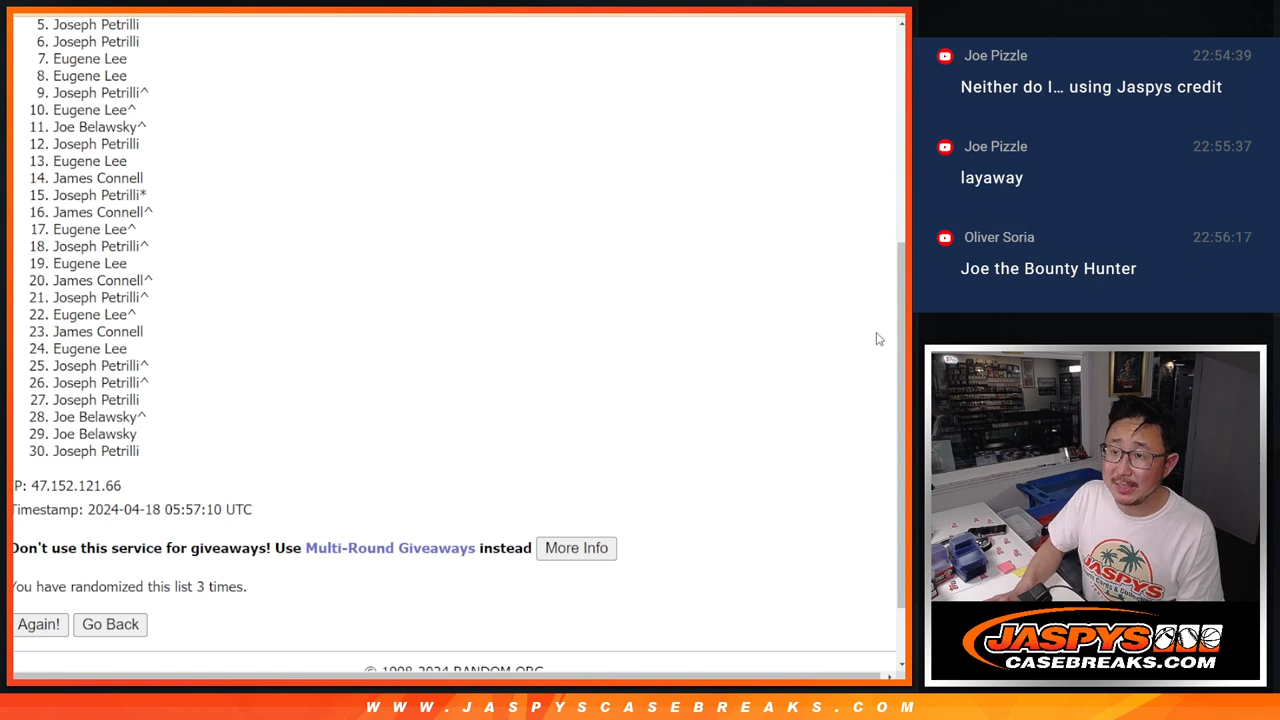 5. Joseph Petrilli
6. Joseph Petrilli
7. Eugene Lee
8. Eugene Lee
9. Joseph Petrilli^
10. Eugene Lee^
11. Joe Belawsky^
12. Joseph Petrilli
13. Eugene Lee
14. James Connell
15. Joseph Petrilli*
16. James Connell^
17. Eugene Lee^
18. Joseph Petrilli^
19. Eugene Lee
20. James Connell^
21. Joseph Petrilli^
22. Eugene Lee^
23. James Connell
24. Eugene Lee
25. Joseph Petrilli^
26. Joseph Petrilli^
27. Joseph Petrilli
28. Joe Belawsky^
29. Joe Belawsky
30. Joseph Petrilli
P: 47.152.121.66
Timestamp: 2024-04-18 05:57:10 UTC
Don't use this service for giveaways! Use Multi-Round Giveaways instead More Info
You have randomized this list 3 times.
Again! Go Back
© 1998-2024 RANDOM.ORG
Joe Pizzle 22:54:39
Neither do I... using Jaspys credit
Joe Pizzle 22:55:37
layaway
Oliver Soria 22:56:17
Joe the Bounty Hunter
JASPYS
JASPYS
CASEBREAKS.COM
WWW.JASPYSCASEBREAKS.COM